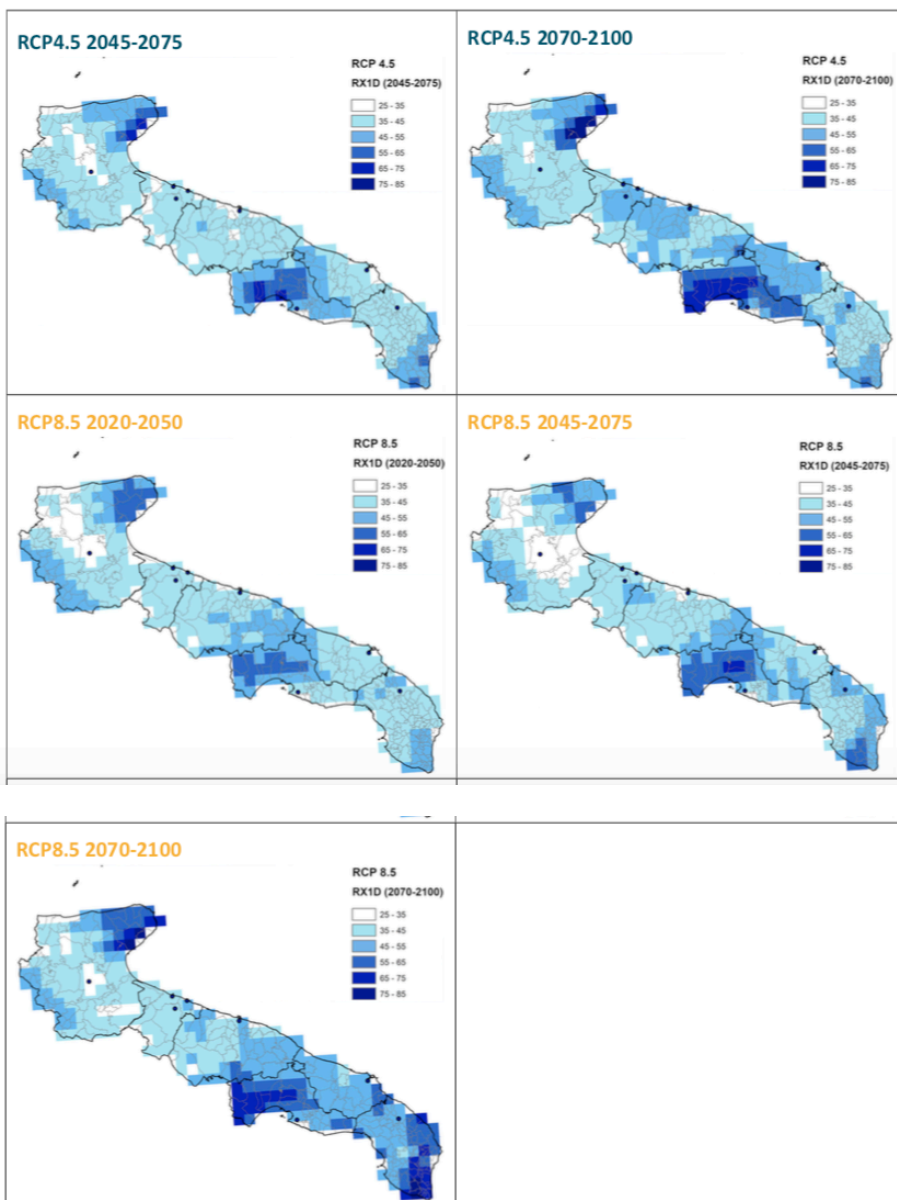 RCP4.5 2045-2075
RCP 4.5
RX1D (2045-2075)
25 - 35
35 - 45
45 - 55
55 - 65
65 - 75
75 - 85
RCP4.5 2070-2100
RCP 4.5
RX1D (2070-2100)
25 - 35
35 - 45
45 - 55
55 - 65
65 - 75
75 - 85
RCP8.5 2020-2050
RCP 8.5
RX1D (2020-2050)
25 - 35
35 - 45
45 - 55
55 - 65
65 - 75
75 - 85
RCP8.5 2045-2075
RCP 8.5
RX1D (2045-2075)
25 - 35
35 - 45
45 - 55
55 - 65
65 - 75
75 - 85
RCP8.5 2070-2100
RCP 8.5
RX1D (2070-2100)
25 - 35
35 - 45
45 - 55
55 - 65
65 - 75
75 - 85